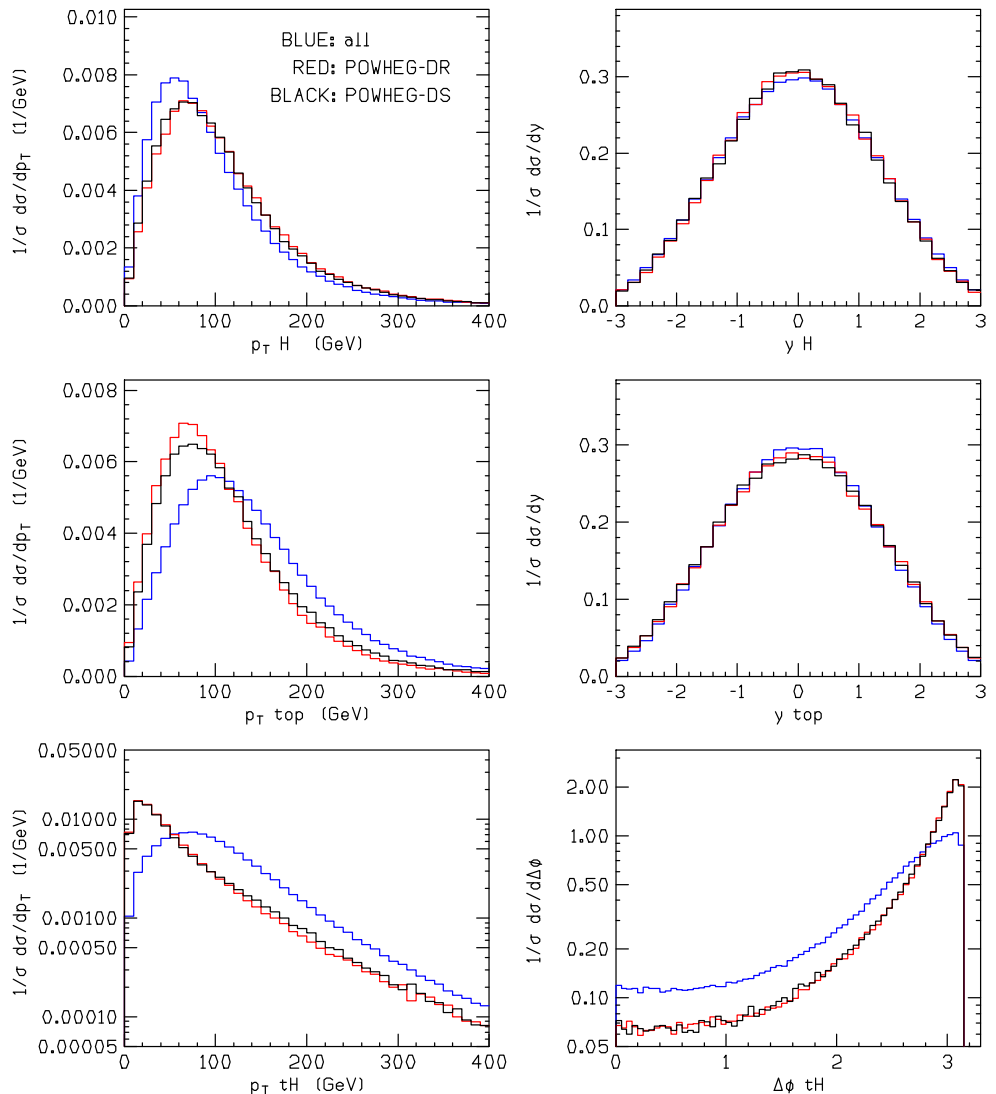 BLUE: all
RED: POWHEG-DR
BLACK: POWHEG-DS
1/σ dσ/dp_T (1/GeV)
0.010
0.008
0.006
0.004
0.002
0.000
0 100 200 300 400
p_T H (GeV)
1/σ dσ/dy
0.3
0.2
0.1
0.0
-3 -2 -1 0 1 2 3
y H
1/σ dσ/dp_T (1/GeV)
0.008
0.006
0.004
0.002
0.000
0 100 200 300 400
p_T top (GeV)
1/σ dσ/dy
0.3
0.2
0.1
0.0
-3 -2 -1 0 1 2 3
y top
1/σ dσ/dp_T (1/GeV)
0.05000
0.01000
0.00500
0.00100
0.00050
0.00010
0.00005
0 100 200 300 400
p_T tH (GeV)
1/σ dσ/dΔϕ
2.00
1.00
0.50
0.20
0.10
0.05
0 1 2 3
Δϕ tH